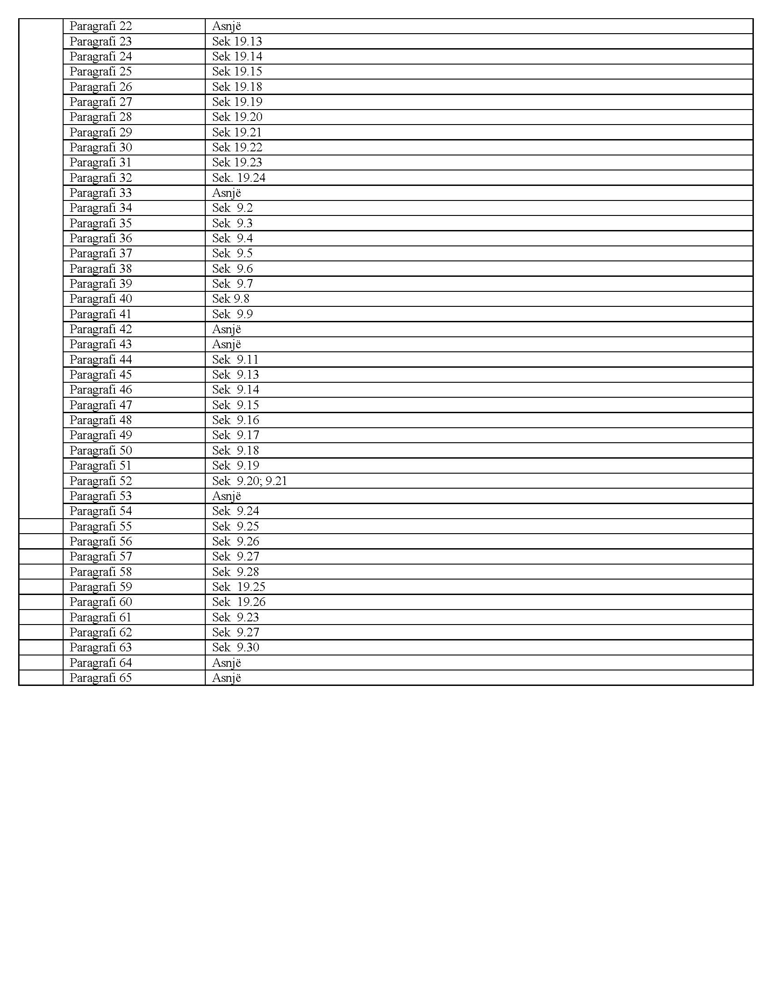 Paragrafi 22 Asnjë
Paragrafi 23 Sek 19.13
Paragrafi 24 Sek 19.14
Paragrafi 25 Sek 19.15
Paragrafi 26 Sek 19.18
Paragrafi 27 Sek 19.19
Paragrafi 28 Sek 19.20
Paragrafi 29 Sek 19.21
Paragrafi 30 Sek 19.22
Paragrafi 31 Sek 19.23
Paragrafi 32 Sek. 19.24
Paragrafi 33 Asnjë
Paragrafi 34 Sek  9.2
Paragrafi 35 Sek  9.3
Paragrafi 36 Sek  9.4
Paragrafi 37 Sek  9.5
Paragrafi 38 Sek  9.6
Paragrafi 39 Sek  9.7
Paragrafi 40 Sek 9.8
Paragrafi 41 Sek  9.9
Paragrafi 42 Asnjë
Paragrafi 43 Asnjë
Paragrafi 44 Sek  9.11
Paragrafi 45 Sek  9.13
Paragrafi 46 Sek  9.14
Paragrafi 47 Sek  9.15
Paragrafi 48 Sek  9.16
Paragrafi 49 Sek  9.17
Paragrafi 50 Sek  9.18
Paragrafi 51 Sek  9.19
Paragrafi 52 Sek  9.20; 9.21
Paragrafi 53 Asnjë
Paragrafi 54 Sek  9.24
Paragrafi 55 Sek  9.25
Paragrafi 56 Sek  9.26
Paragrafi 57 Sek  9.27
Paragrafi 58 Sek  9.28
Paragrafi 59 Sek  19.25
Paragrafi 60 Sek  19.26
Paragrafi 61 Sek  9.23
Paragrafi 62 Sek  9.27
Paragrafi 63 Sek  9.30
Paragrafi 64 Asnjë
Paragrafi 65 Asnjë